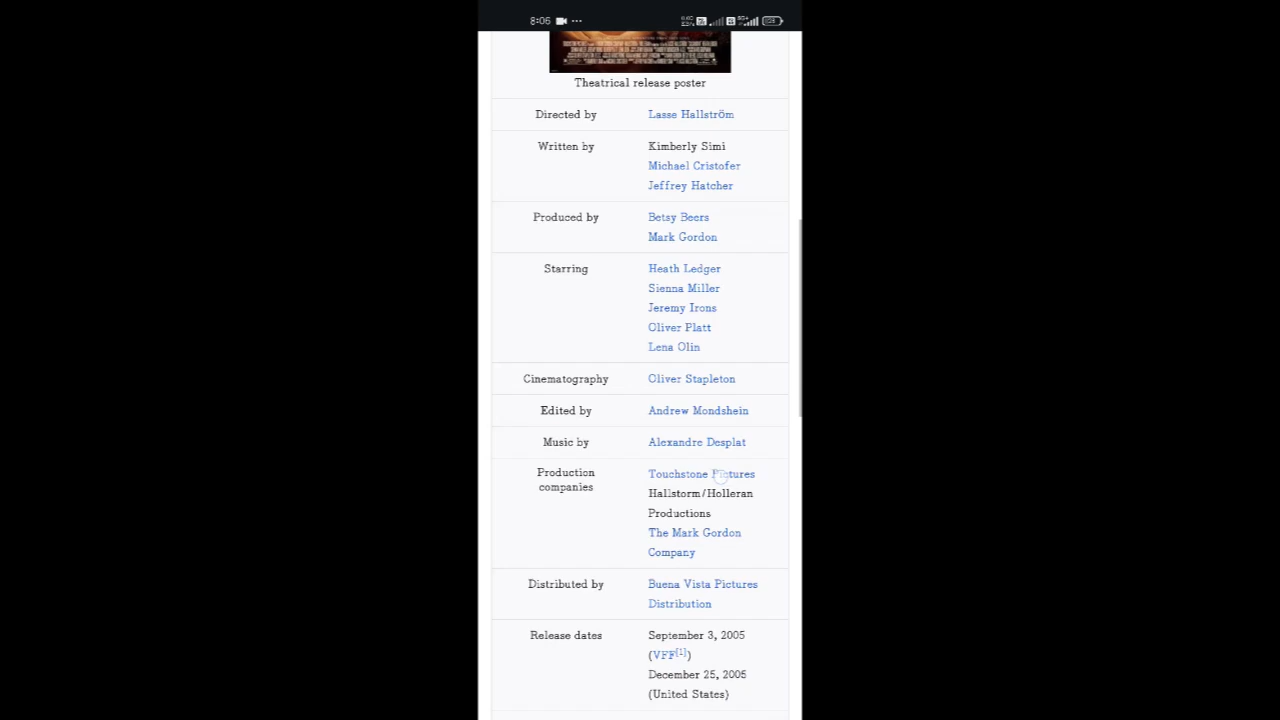 8:06
Theatrical release poster
Directed by
Lasse Hallström
Written by
Kimberly Simi
Michael Cristofer
Jeffrey Hatcher
Produced by
Betsy Beers
Mark Gordon
Starring
Heath Ledger
Sienna Miller
Jeremy Irons
Oliver Platt
Lena Olin
Cinematography
Oliver Stapleton
Edited by
Andrew Mondshein
Music by
Alexandre Desplat
Production
companies
Touchstone Pictures
Hallstorm/Holleran
Productions
The Mark Gordon
Company
Distributed by
Buena Vista Pictures
Distribution
Release dates
September 3, 2005
(VFF[1])
December 25, 2005
(United States)